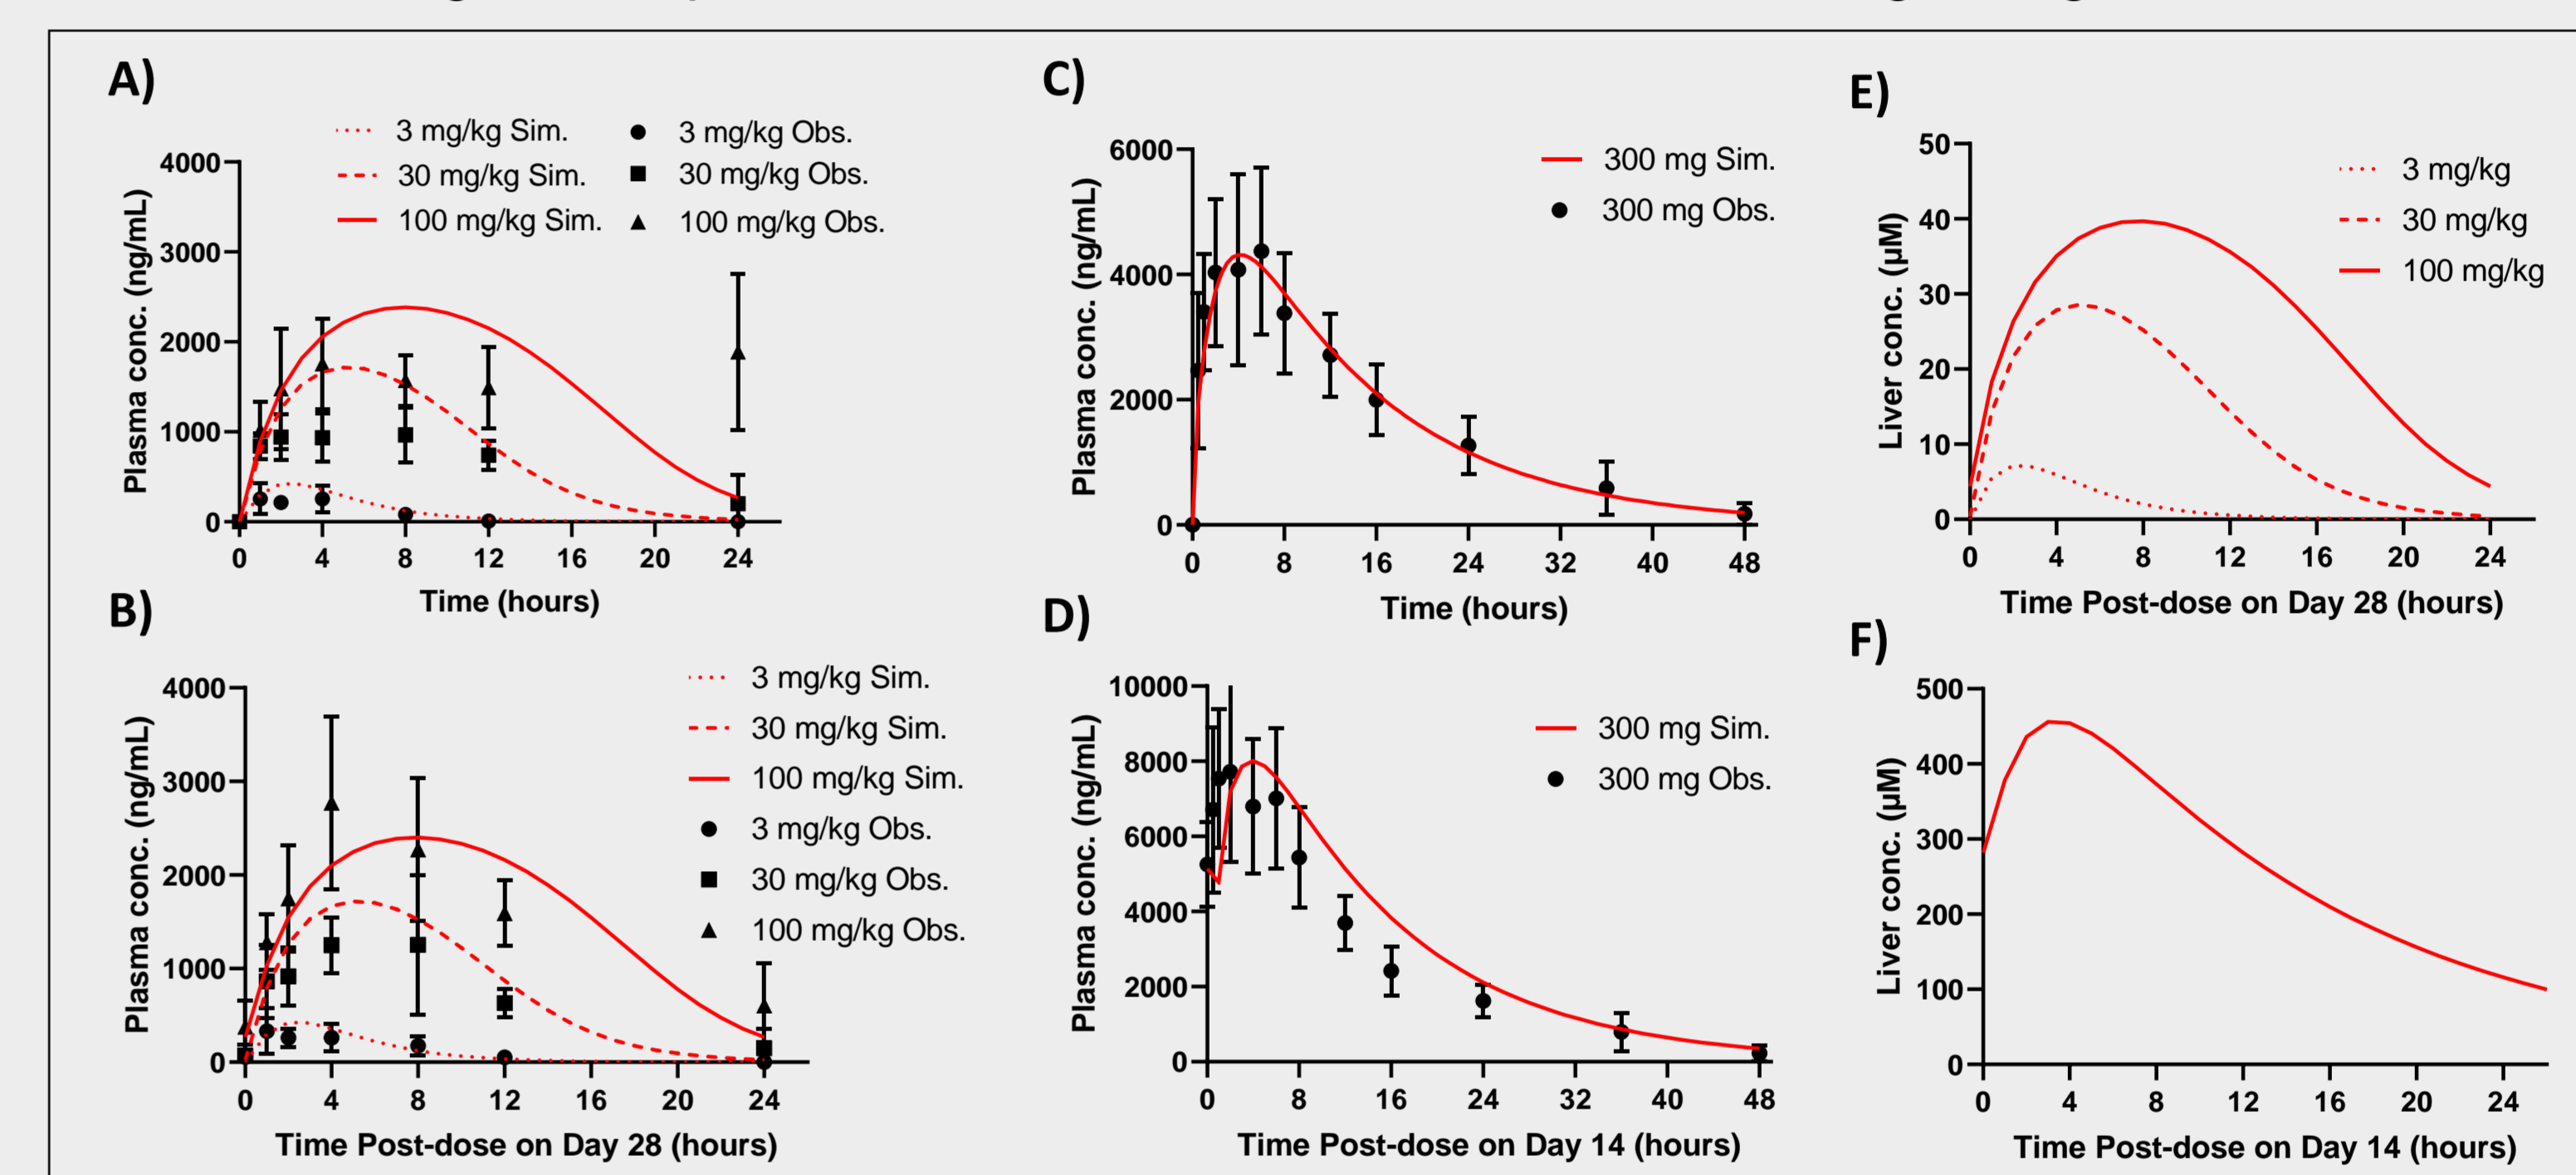 A)
3 mg/kg Sim.
3 mg/kg Obs.
30 mg/kg Sim.
30 mg/kg Obs.
100 mg/kg Sim.
100 mg/kg Obs.
Plasma conc. (ng/mL)
4000
3000
2000
1000
0
0 4 8 12 16 20 24
Time (hours)
B)
3 mg/kg Sim.
30 mg/kg Sim.
100 mg/kg Sim.
3 mg/kg Obs.
30 mg/kg Obs.
100 mg/kg Obs.
Plasma conc. (ng/mL)
4000
3000
2000
1000
0
0 4 8 12 16 20 24
Time Post-dose on Day 28 (hours)
C)
300 mg Sim.
300 mg Obs.
Plasma conc. (ng/mL)
6000
4000
2000
0
0 8 16 24 32 40 48
Time (hours)
D)
300 mg Sim.
300 mg Obs.
Plasma conc. (ng/mL)
10000
8000
6000
4000
2000
0
0 8 16 24 32 40 48
Time Post-dose on Day 14 (hours)
E)
3 mg/kg
30 mg/kg
100 mg/kg
Liver conc. (µM)
50
40
30
20
10
0
0 4 8 12 16 20 24
Time Post-dose on Day 28 (hours)
F)
Liver conc. (µM)
500
400
300
200
100
0
0 4 8 12 16 20 24
Time Post-dose on Day 14 (hours)